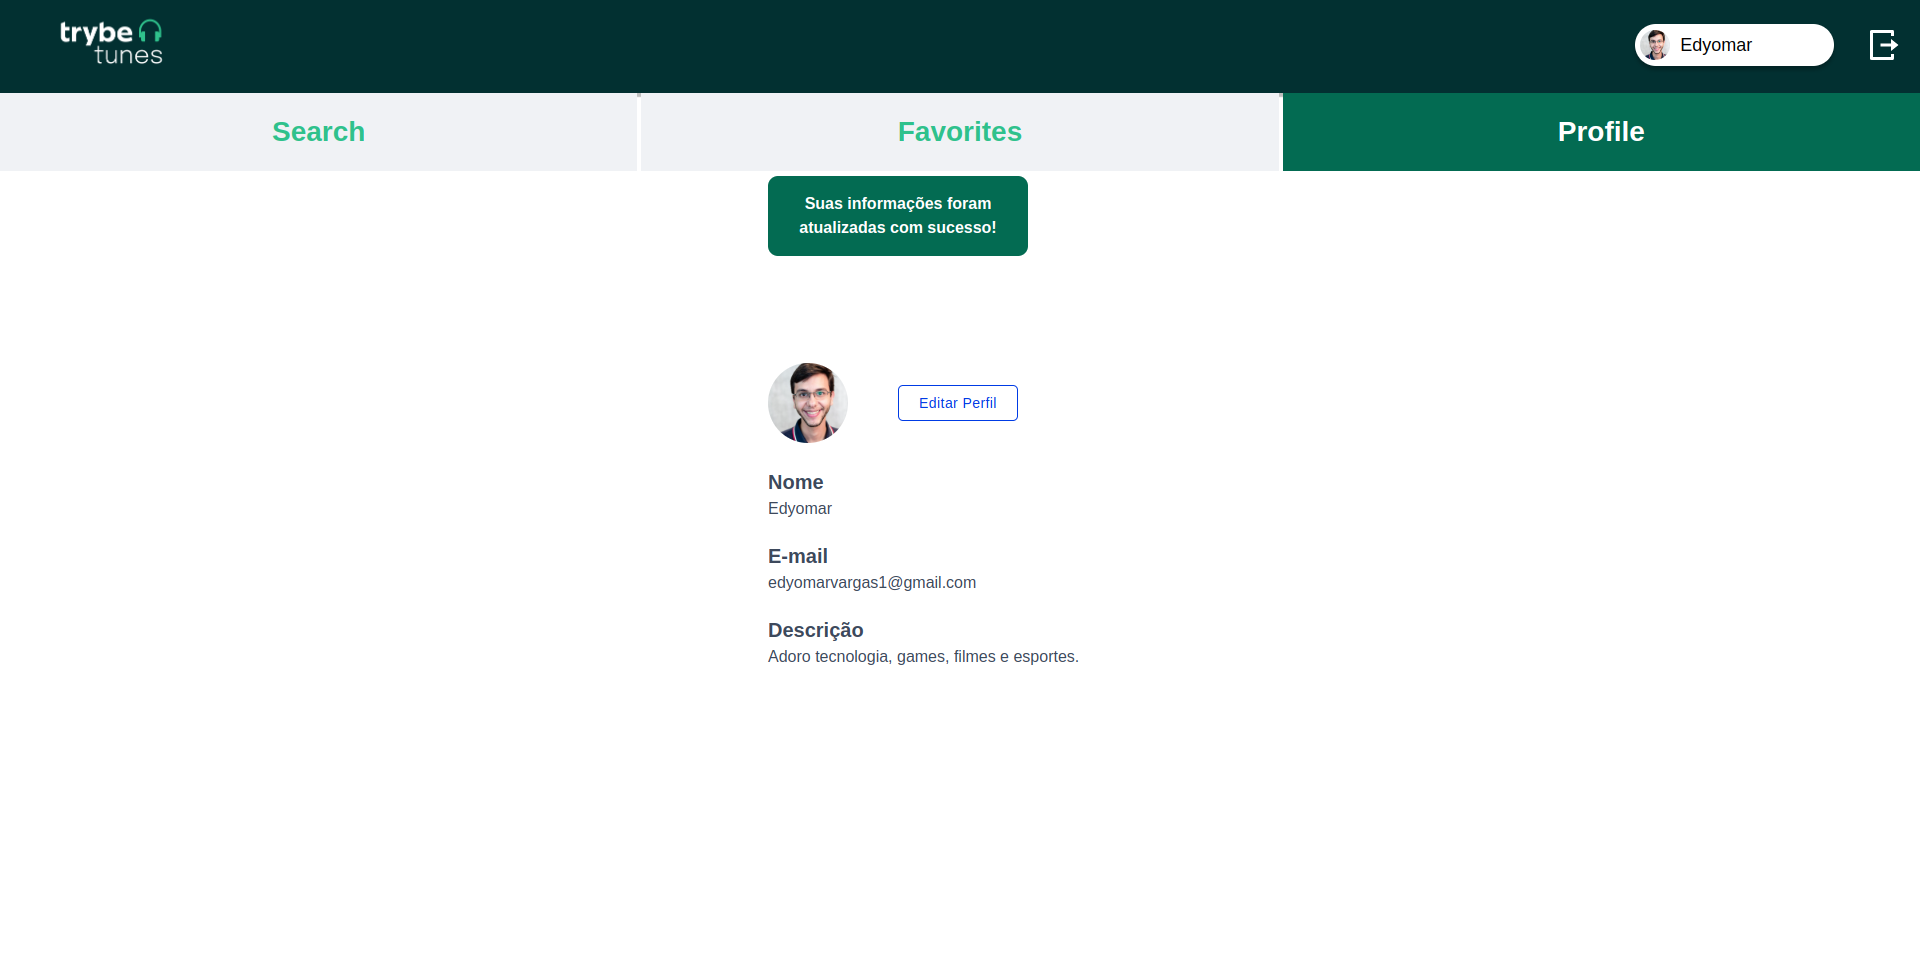 trybe
tunes
Edyomar
Search
Favorites
Profile
Suas informações foram
atualizadas com sucesso!
Editar Perfil
Nome
Edyomar
E-mail
edyomarvargas1@gmail.com
Descrição
Adoro tecnologia, games, filmes e esportes.